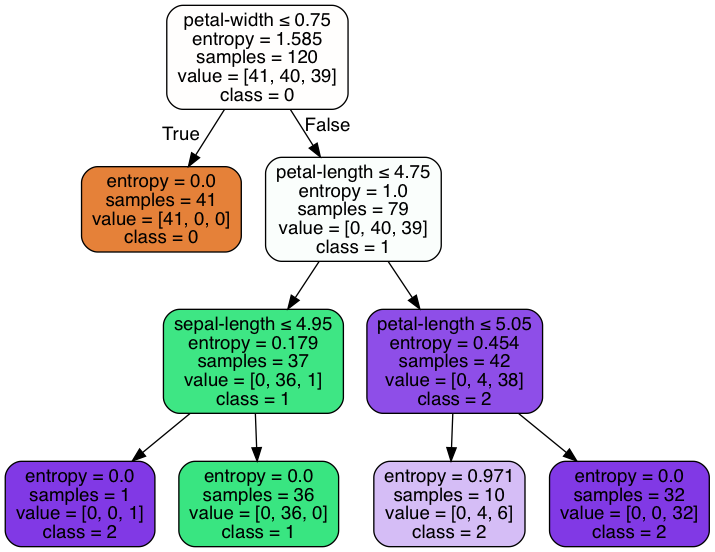 petal-width ≤ 0.75
entropy = 1.585
samples = 120
value = [41, 40, 39]
class = 0
True
False
entropy = 0.0
samples = 41
value = [41, 0, 0]
class = 0
petal-length ≤ 4.75
entropy = 1.0
samples = 79
value = [0, 40, 39]
class = 1
sepal-length ≤ 4.95
entropy = 0.179
samples = 37
value = [0, 36, 1]
class = 1
petal-length ≤ 5.05
entropy = 0.454
samples = 42
value = [0, 4, 38]
class = 2
entropy = 0.0
samples = 1
value = [0, 0, 1]
class = 2
entropy = 0.0
samples = 36
value = [0, 36, 0]
class = 1
entropy = 0.971
samples = 10
value = [0, 4, 6]
class = 2
entropy = 0.0
samples = 32
value = [0, 0, 32]
class = 2